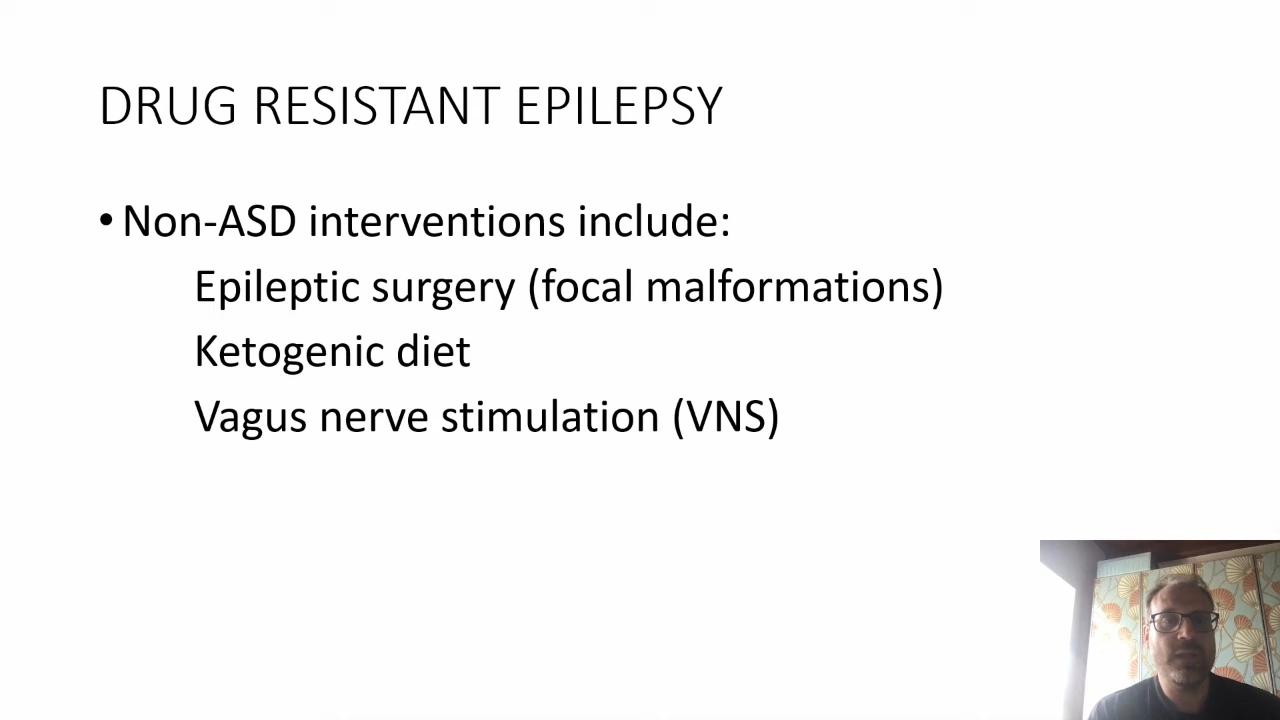 DRUG RESISTANT EPILEPSY
• Non-ASD interventions include:
Epileptic surgery (focal malformations)
Ketogenic diet
Vagus nerve stimulation (VNS)